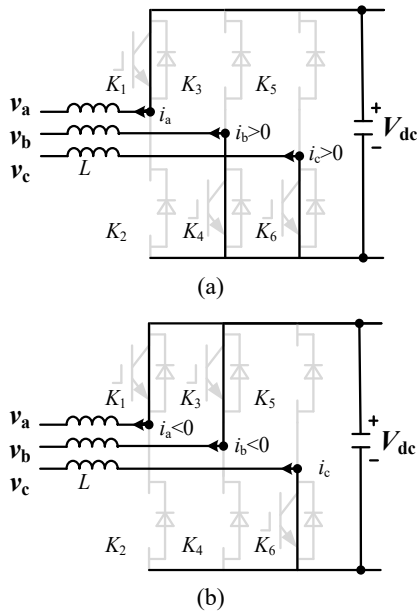 K1 K3 K5
va ia
vb ib>0
vc ic>0
L
+
Vdc
−
K2 K4 K6
(a)
K1 K3 K5
va ia<0
vb ib<0
vc ic
L
+
Vdc
−
K2 K4 K6
(b)